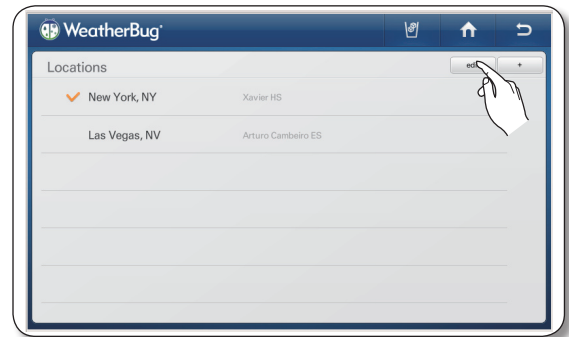 WeatherBug
Locations
+
New York, NY Xavier HS
Las Vegas, NV Arturo Cambeiro ES